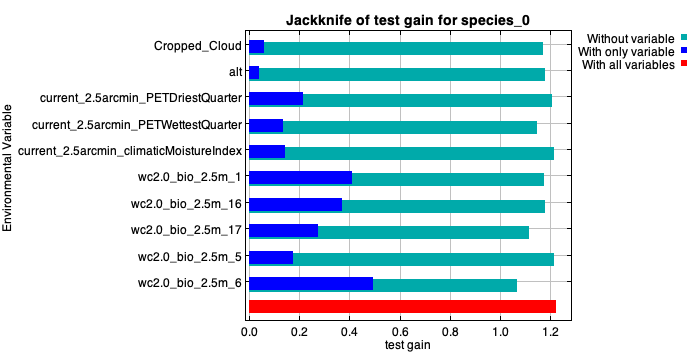 Jackknife of test gain for species_0
Without variable
With only variable
With all variables
Environmental Variable
Cropped_Cloud
alt
current_2.5arcmin_PETDriestQuarter
current_2.5arcmin_PETWettestQuarter
current_2.5arcmin_climaticMoistureIndex
wc2.0_bio_2.5m_1
wc2.0_bio_2.5m_16
wc2.0_bio_2.5m_17
wc2.0_bio_2.5m_5
wc2.0_bio_2.5m_6
0.0 0.2 0.4 0.6 0.8 1.0 1.2
test gain